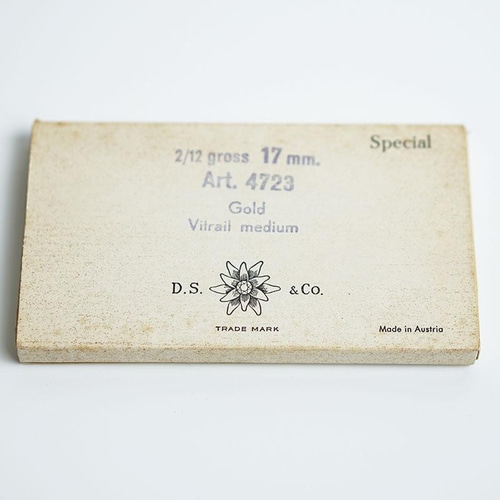 Special
2/12 gross 17 mm.
Art. 4723
Gold
Vitrail medium
D.S. & Co.
TRADE MARK
Made in Austria